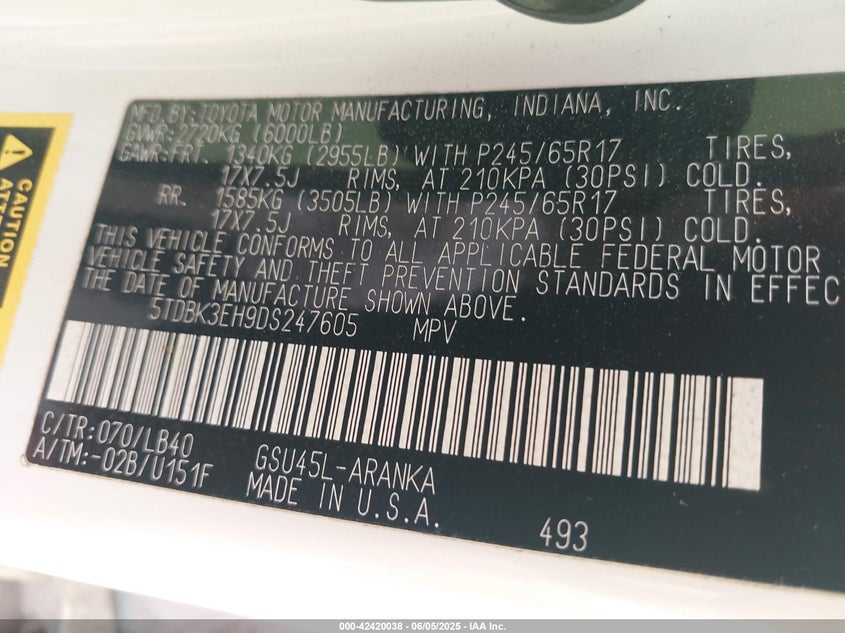 MFD.BY:TOYOTA MOTOR MANUFACTURING, INDIANA, INC.
GVWR:2720KG (6000LB)
GAWR:FRT. 1340KG (2955LB) WITH P245/65R17 TIRES,
17X7.5J RIMS, AT 210KPA (30PSI) COLD.
RR. 1585KG (3505LB) WITH P245/65R17 TIRES,
17X7.5J RIMS, AT 210KPA (30PSI) COLD.
THIS VEHICLE CONFORMS TO ALL APPLICABLE FEDERAL MOTOR
VEHICLE SAFETY AND THEFT PREVENTION STANDARDS IN EFFEC
THE DATE OF MANUFACTURE SHOWN ABOVE.
5TDBK3EH9DS247605 MPV
C/TR:070/LB40
A/TM:-02B/U151F
GSU45L-ARANKA
MADE IN U.S.A.
493
CAUTION
ATTEN
000-42420038 - 06/05/2025 - IAA Inc.